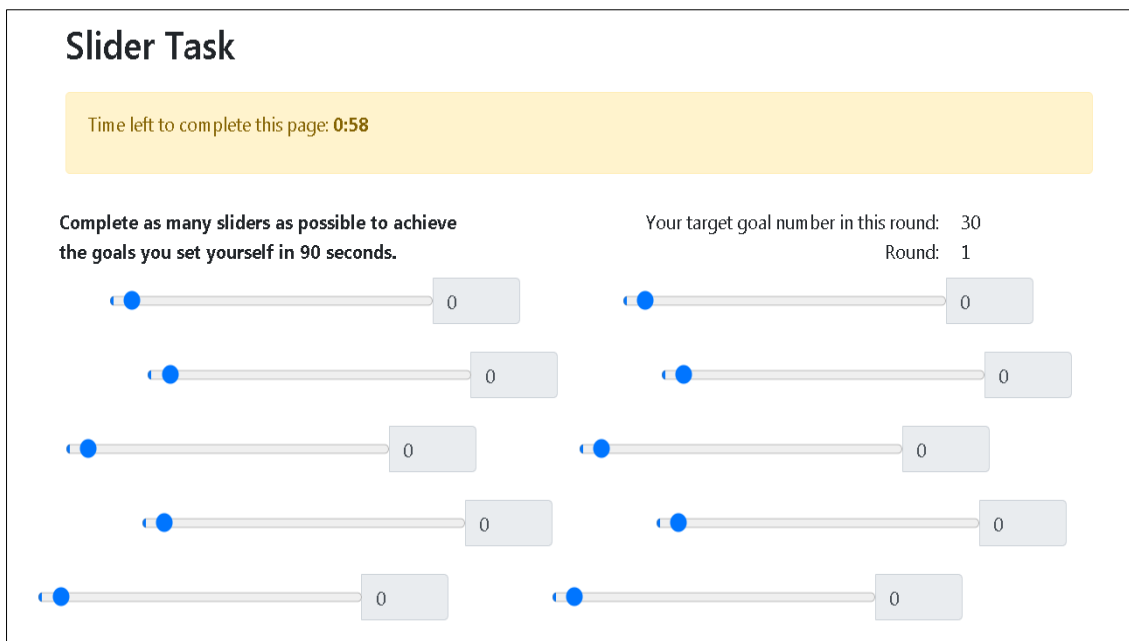 Slider Task
Time left to complete this page: 0:58
Complete as many sliders as possible to achieve
the goals you set yourself in 90 seconds.
Your target goal number in this round: 30
Round: 1
0 0
0 0
0 0
0 0
0 0